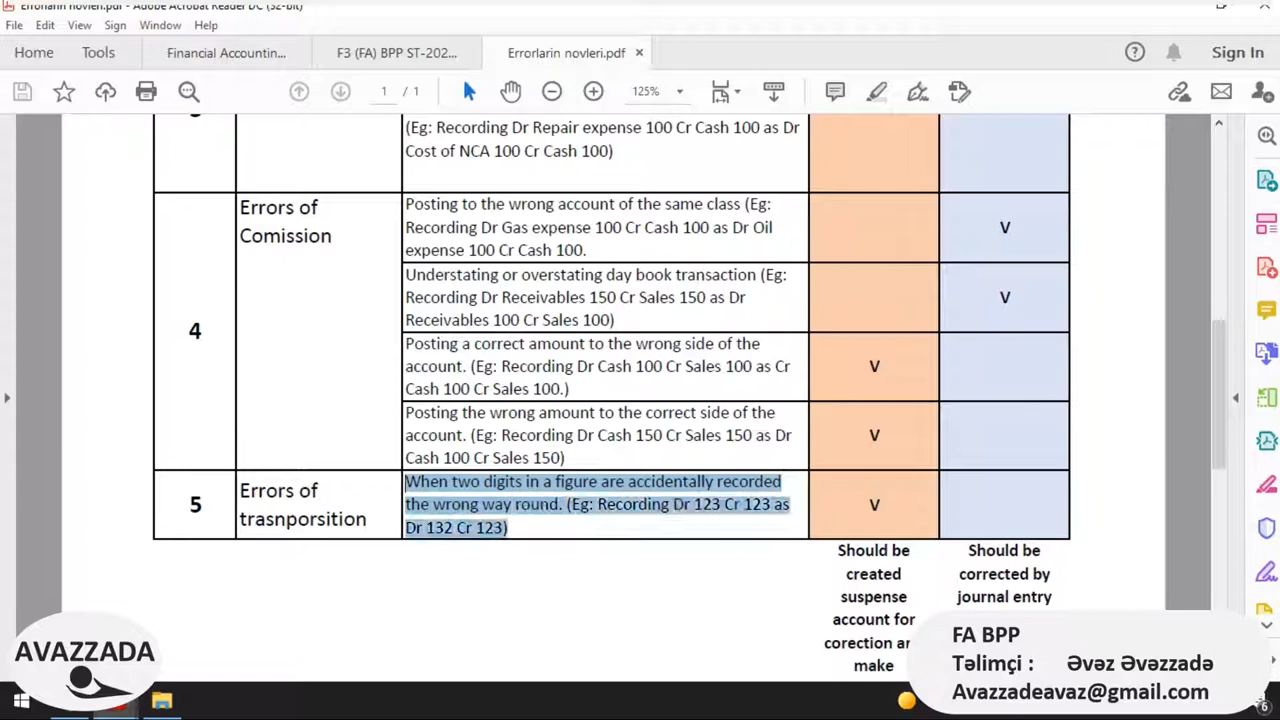 Errorlarin novleri.pdf - Adobe Acrobat Reader DC (32-bit)
File Edit View Sign Window Help
Home Tools Financial Accountin... F3 (FA) BPP ST-202... Errorlarin novleri.pdf × Sign In
1 / 1 125%
(Eg: Recording Dr Repair expense 100 Cr Cash 100 as Dr
Cost of NCA 100 Cr Cash 100)
4
Errors of
Comission
Posting to the wrong account of the same class (Eg:
Recording Dr Gas expense 100 Cr Cash 100 as Dr Oil
expense 100 Cr Cash 100.
V
Understating or overstating day book transaction (Eg:
Recording Dr Receivables 150 Cr Sales 150 as Dr
Receivables 100 Cr Sales 100)
V
Posting a correct amount to the wrong side of the
account. (Eg: Recording Dr Cash 100 Cr Sales 100 as Cr
Cash 100 Cr Sales 100.)
V
Posting the wrong amount to the correct side of the
account. (Eg: Recording Dr Cash 150 Cr Sales 150 as Dr
Cash 100 Cr Sales 150)
V
5
Errors of
trasnporsition
When two digits in a figure are accidentally recorded
the wrong way round. (Eg: Recording Dr 123 Cr 123 as
Dr 132 Cr 123)
V
Should be
created
suspense
account for
corection
make
Should be
corrected by
journal entry
AVAZZADA
FA BPP
Təlimçi : Əvəz Əvəzzadə
Avazzadeavaz@gmail.com